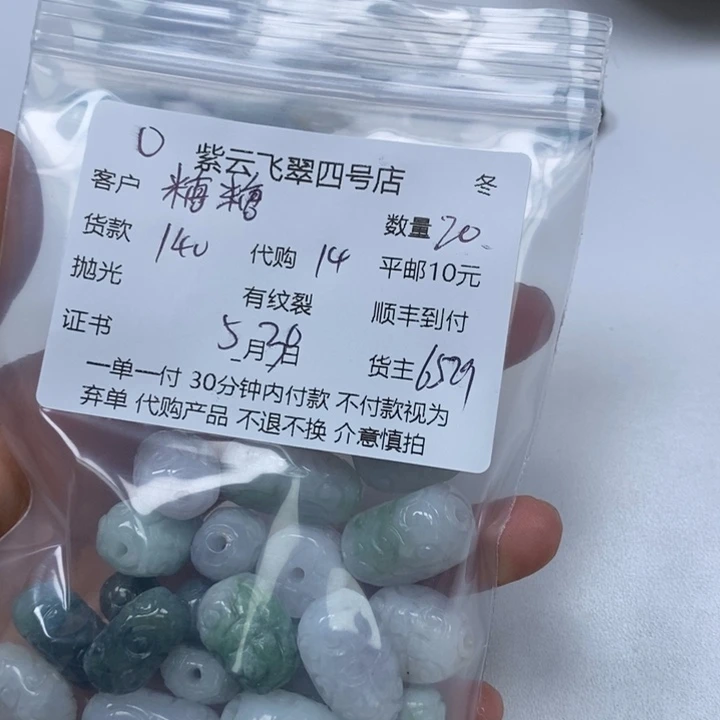 0 紫云飞翠四号店 冬
客户 糖糖 数量 20
货款 140 代购 14 平邮10元
抛光 有纹裂 顺丰到付
证书 5月30日 货主 6529
一单一付 30分钟内付款 不付款视为
弃单 代购产品 不退不换 介意慎拍